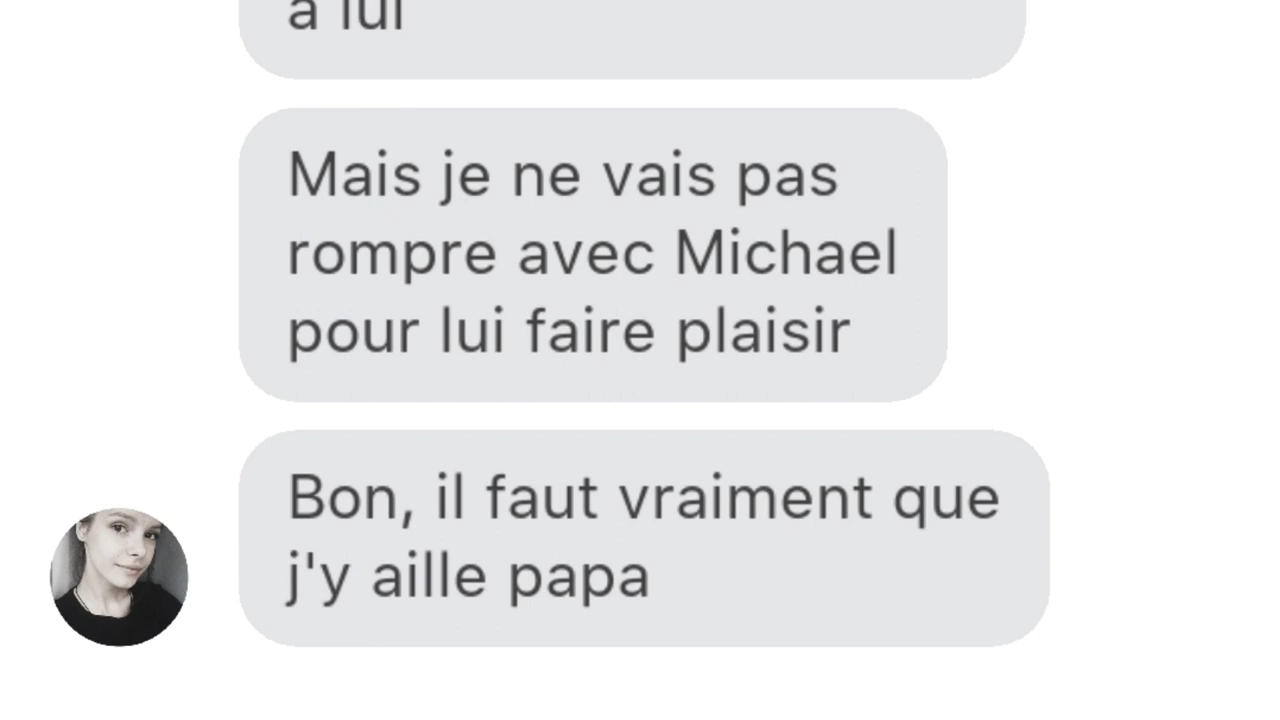 à lui
Mais je ne vais pas
rompre avec Michael
pour lui faire plaisir
Bon, il faut vraiment que
j'y aille papa